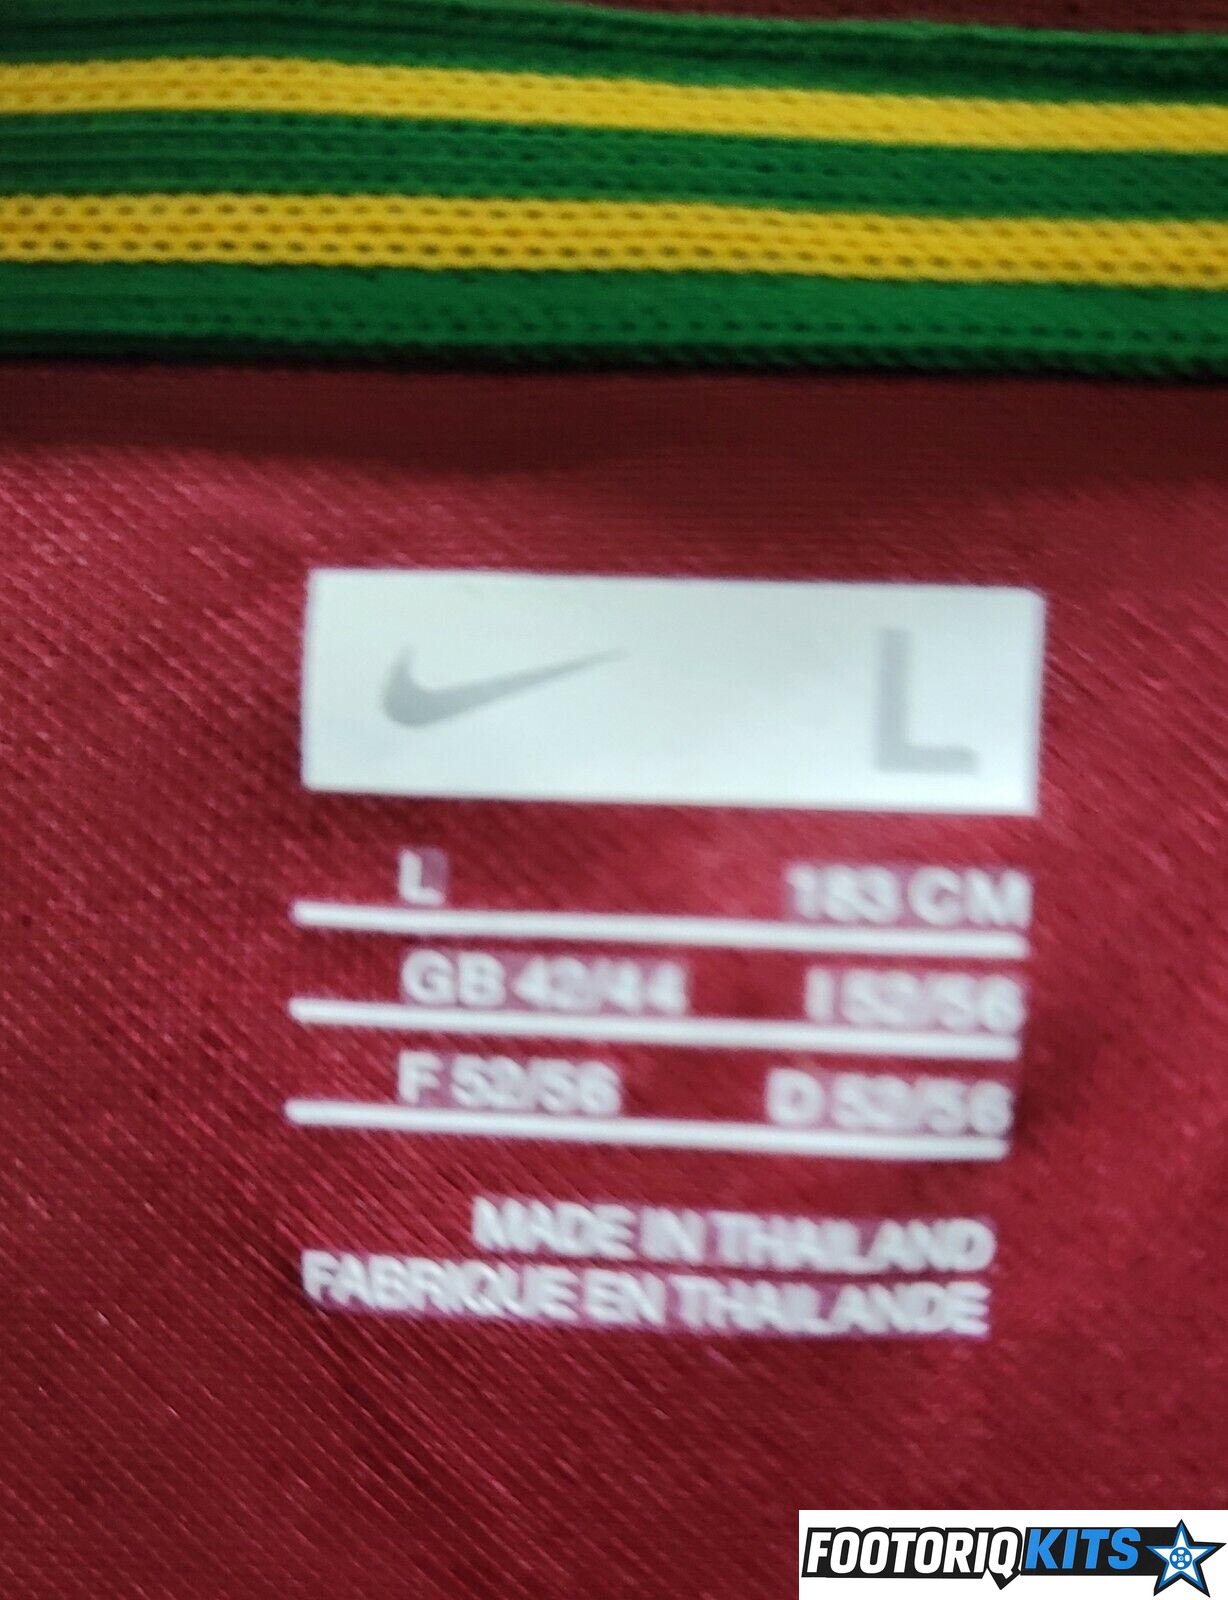 L
L 183 CM
GB 42/44 I 52/56
F 52/56 D 52/56
MADE IN THAILAND
FABRIQUE EN THAILANDE
FOOTORIQKITS